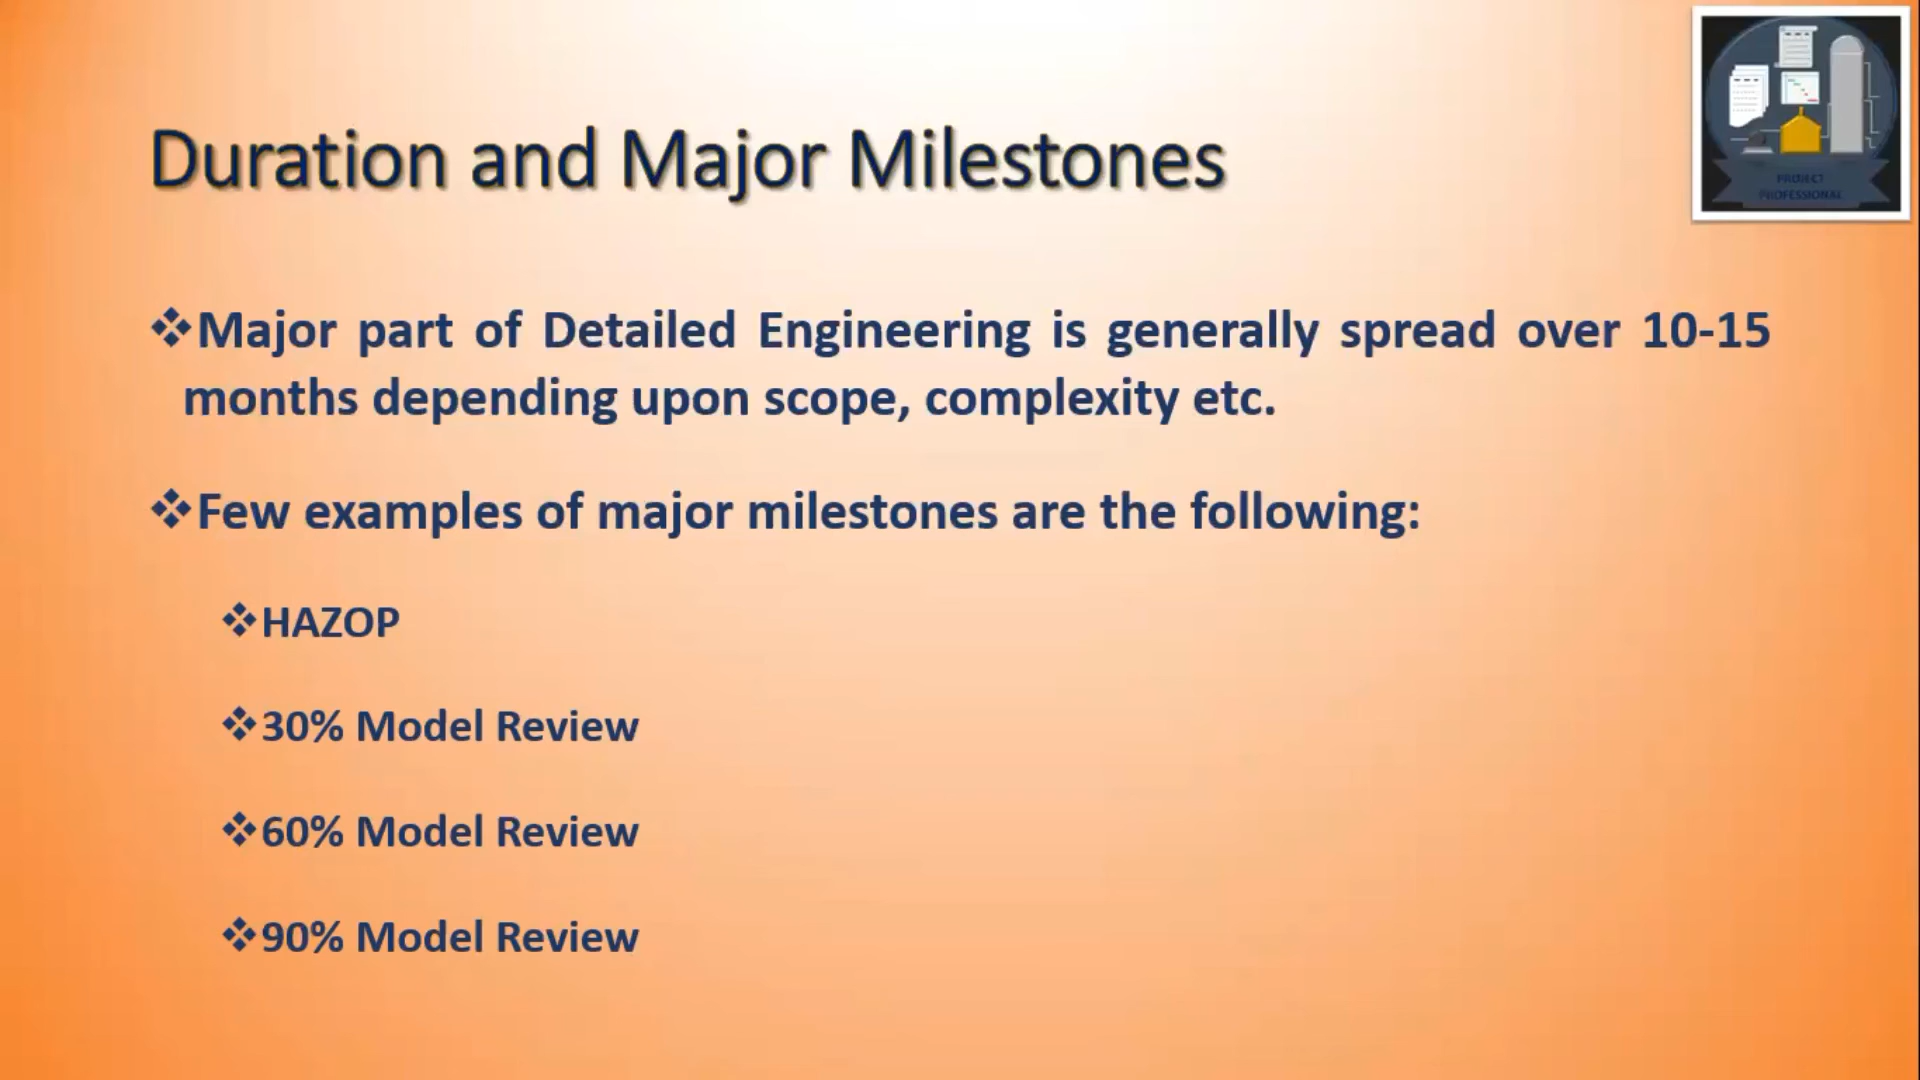 Duration and Major Milestones
PROJECT
PROFESSIONAL
❖Major part of Detailed Engineering is generally spread over 10-15
months depending upon scope, complexity etc.
❖Few examples of major milestones are the following:
❖HAZOP
❖30% Model Review
❖60% Model Review
❖90% Model Review